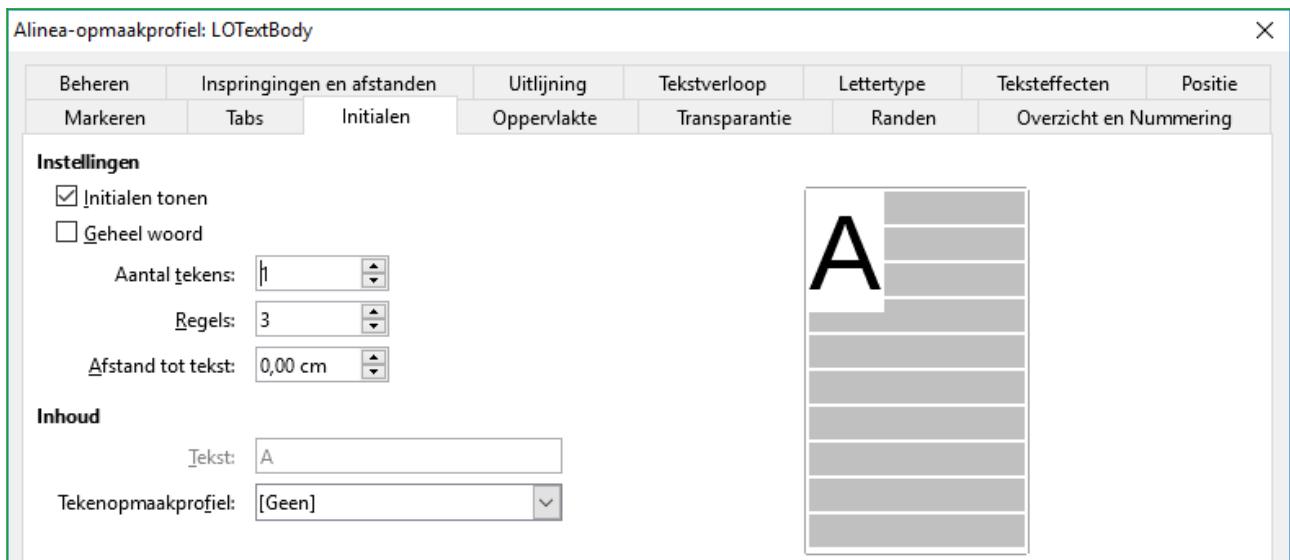 Alinea-opmaakprofiel: LOTextBody
Beheren Inspringingen en afstanden Uitlijning Tekstverloop Lettertype Teksteffecten Positie
Markeren Tabs Initialen Oppervlakte Transparantie Randen Overzicht en Nummering
Instellingen
Initialen tonen
Geheel woord
Aantal tekens: 1
Regels: 3
Afstand tot tekst: 0,00 cm
A
Inhoud
Tekst: A
Tekenopmaakprofiel: [Geen]